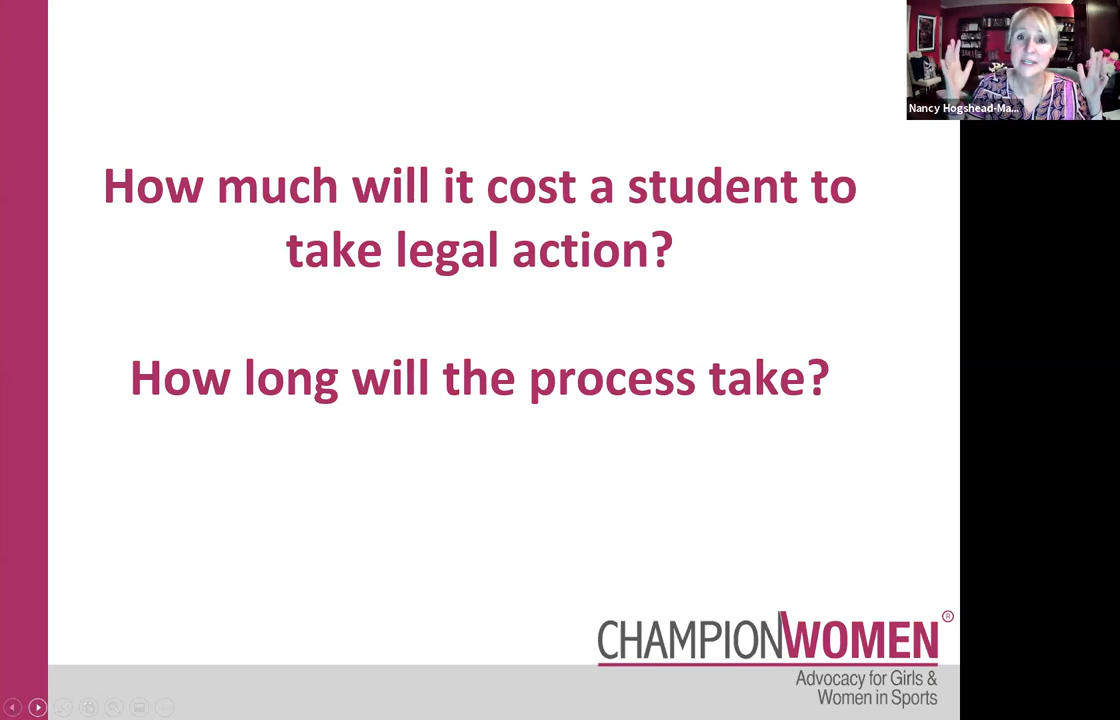 Nancy Hogshead-Ma...
How much will it cost a student to
take legal action?
How long will the process take?
CHAMPIONWOMEN®
Advocacy for Girls &
Women in Sports